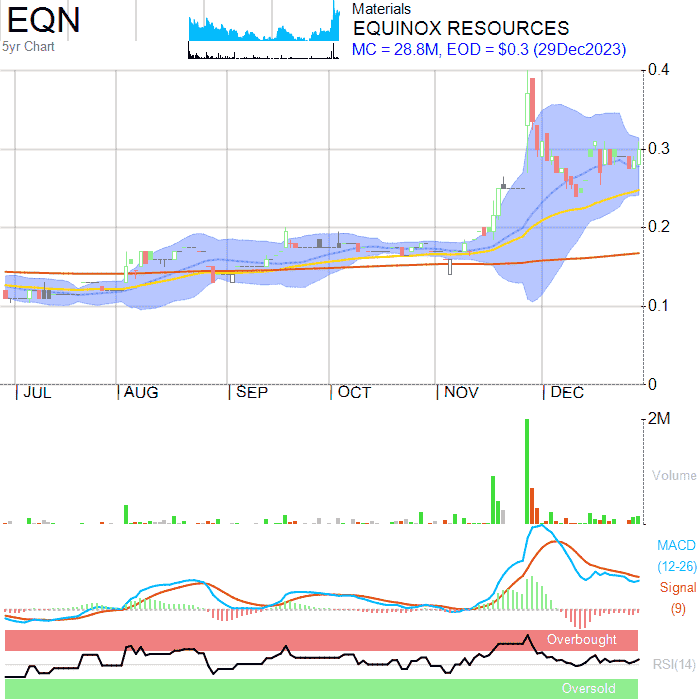 EQN
5yr Chart
Materials
EQUINOX RESOURCES
MC = 28.8M, EOD = $0.3 (29Dec2023)
0.4
0.3
0.2
0.1
0
JUL AUG SEP OCT NOV DEC
2M
Volume
MACD
(12-26)
Signal
(9)
Overbought
RSI(14)
Oversold